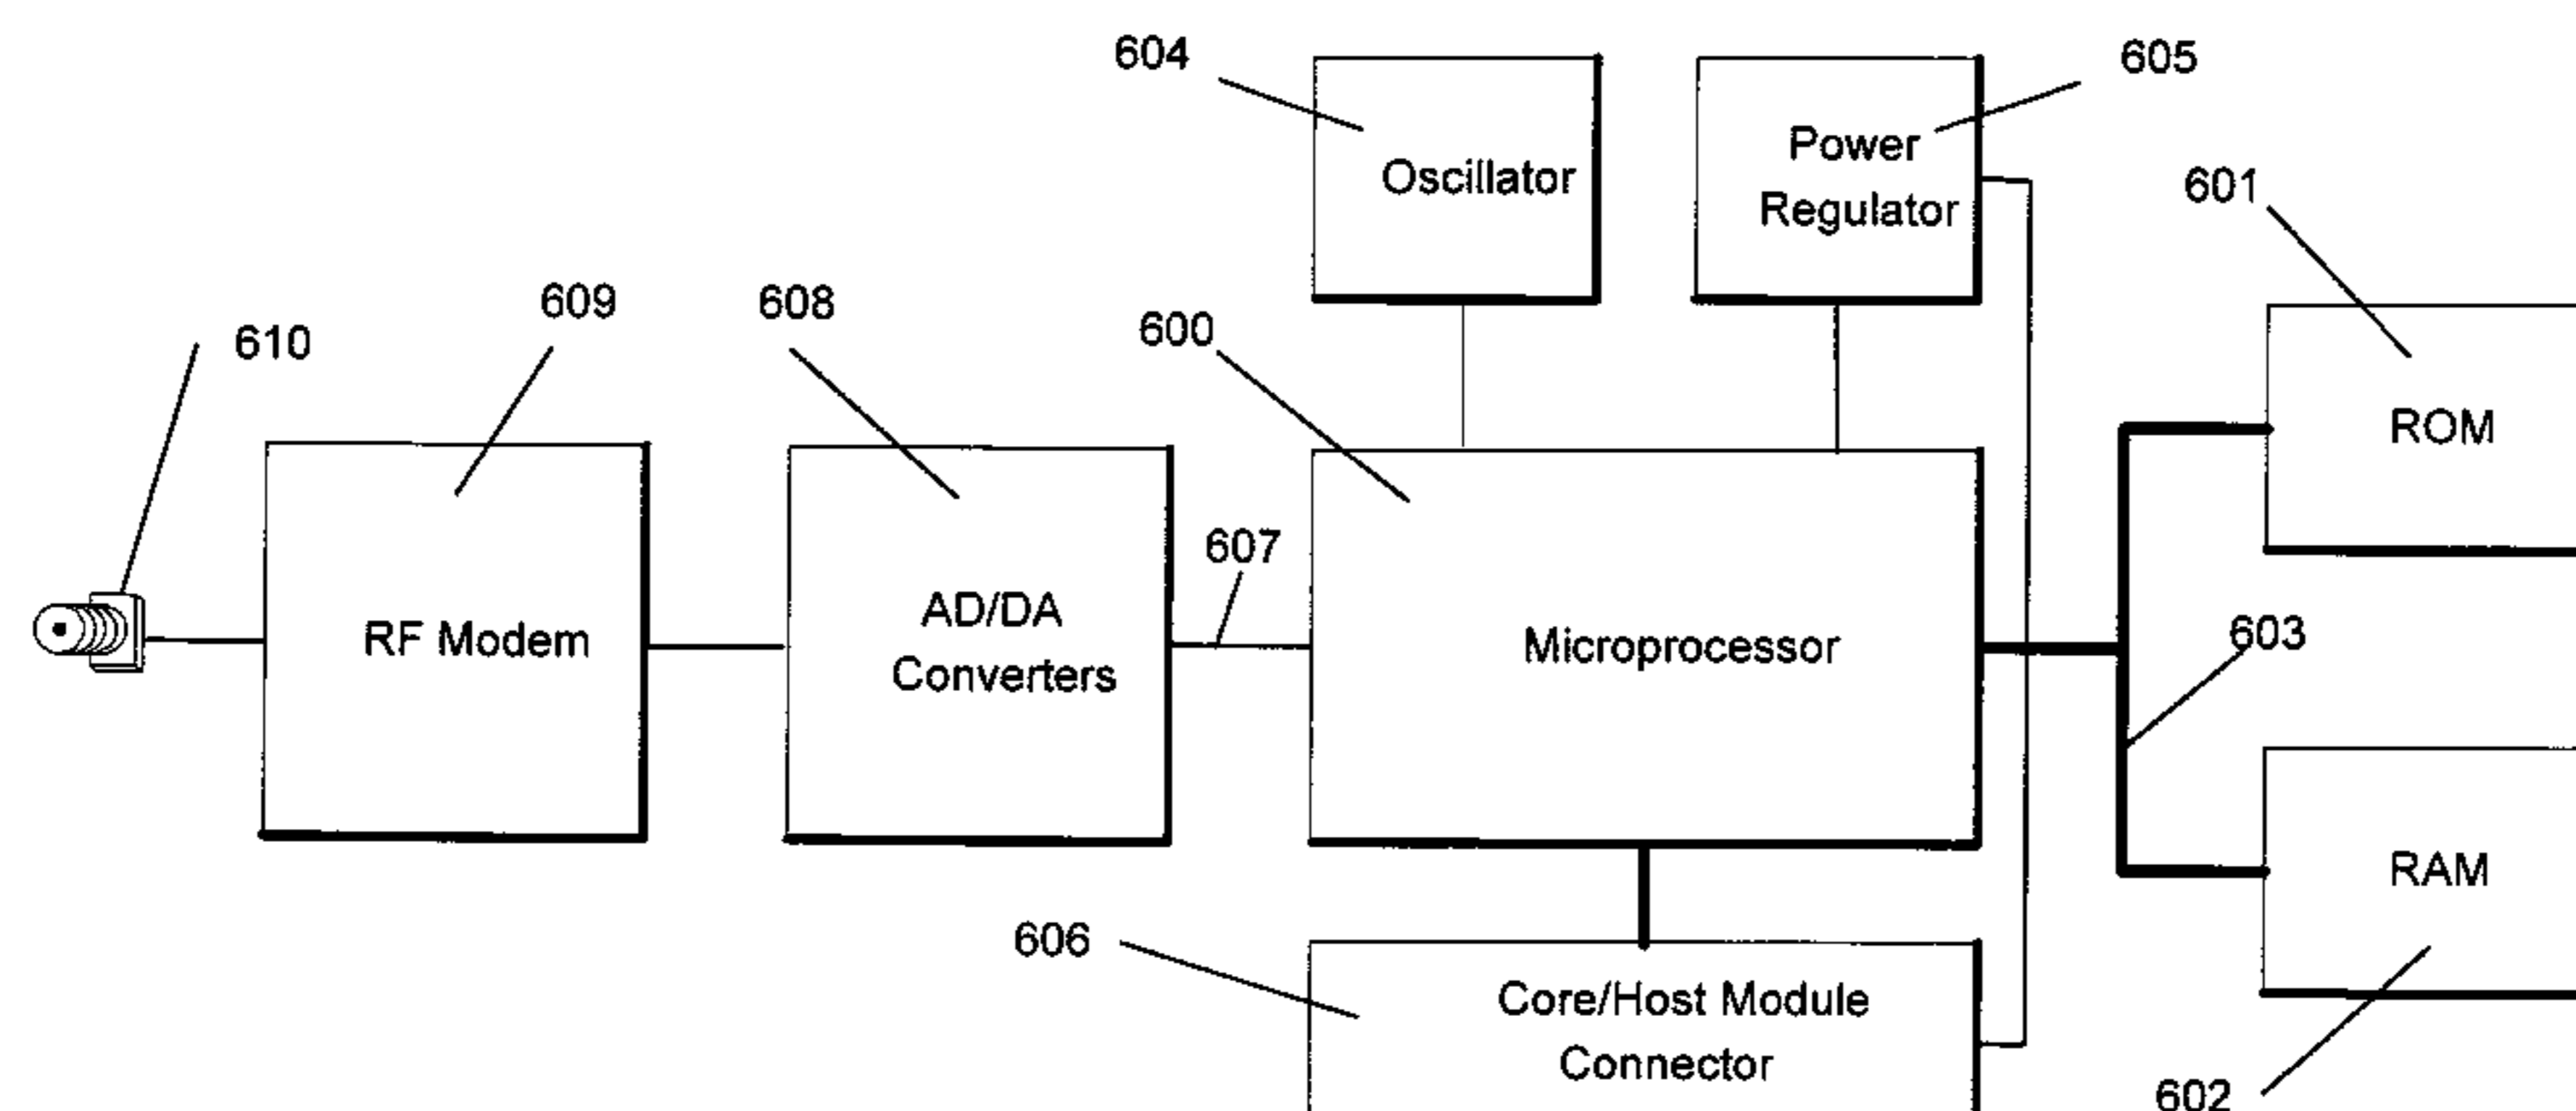 604
605
Oscillator
Power
Regulator
601
610
609
608
600
ROM
607
RF Modem
AD/DA
Converters
Microprocessor
603
606
Core/Host Module
Connector
RAM
602